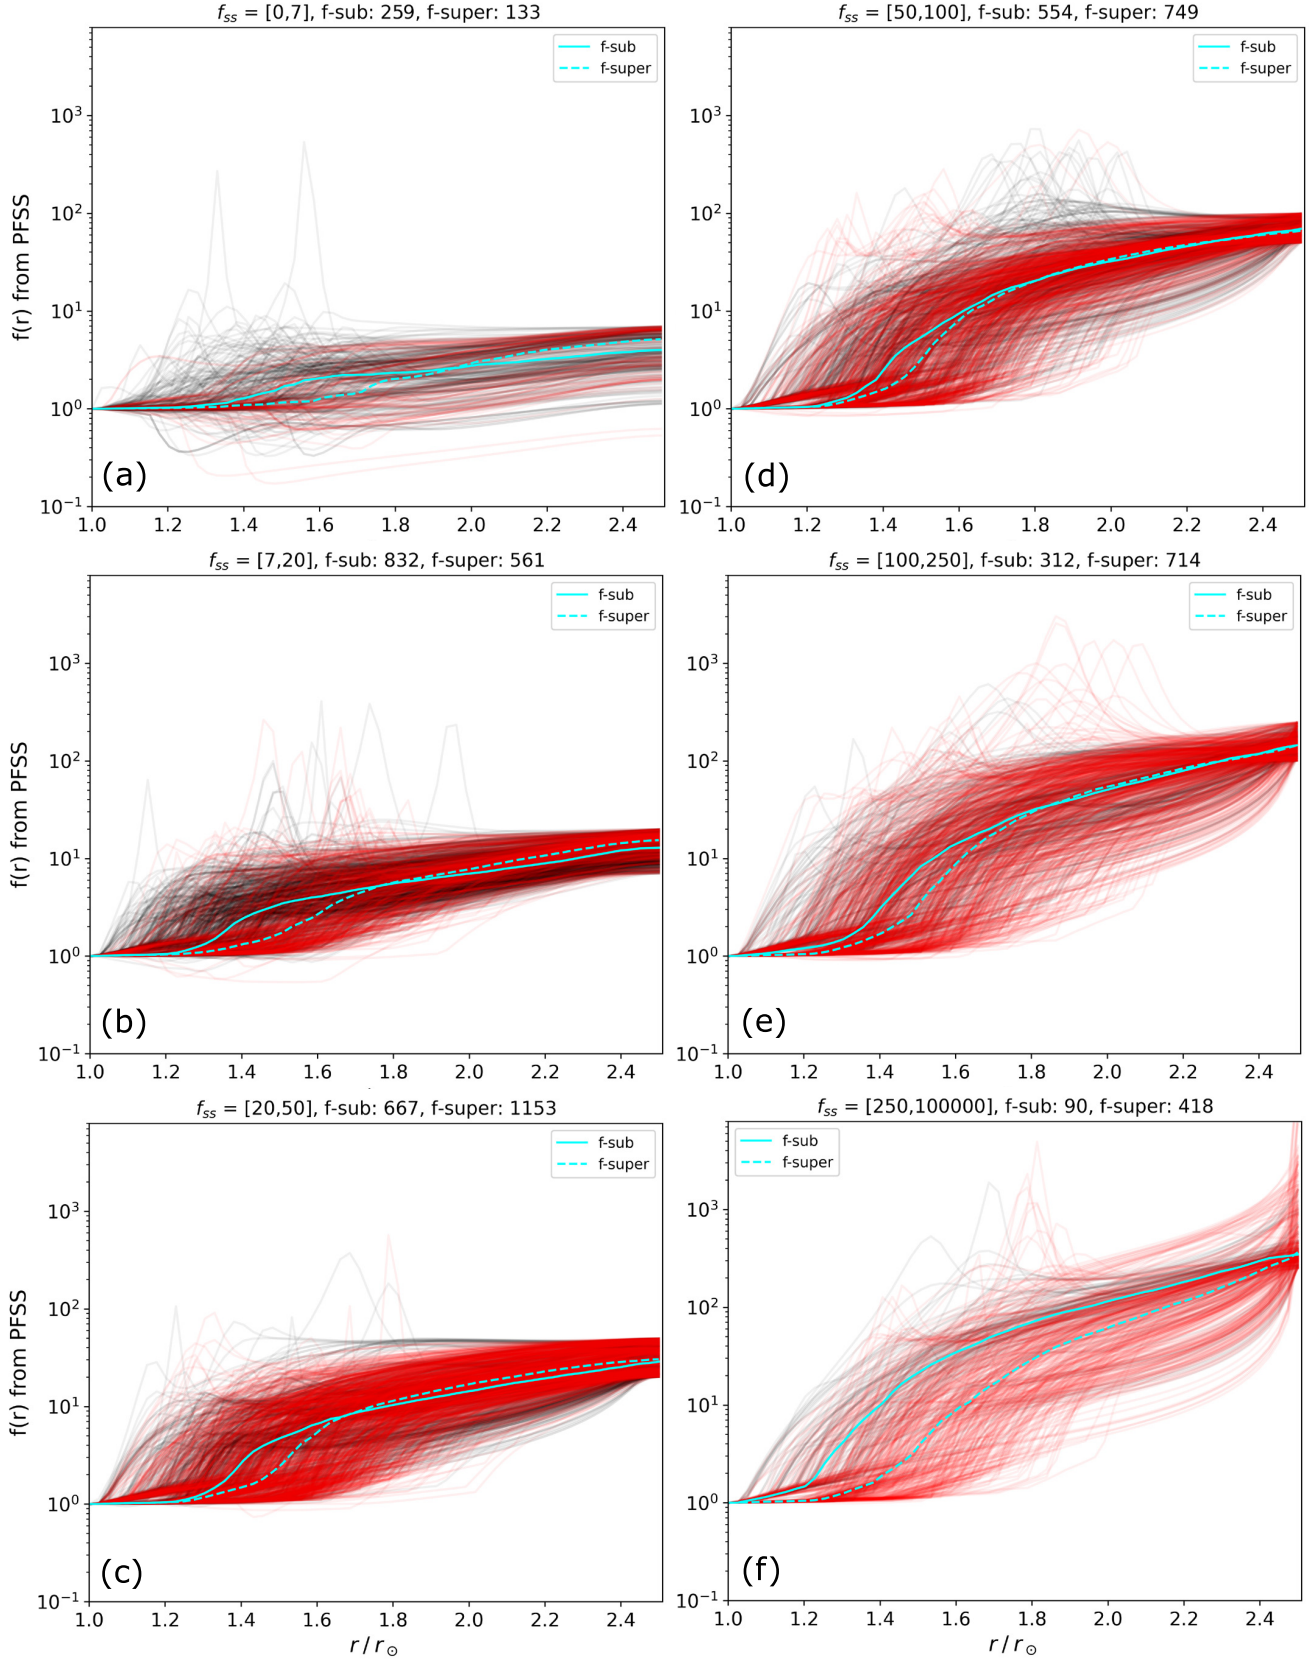 f_ss = [0,7], f-sub: 259, f-super: 133
f-sub
f-super
10^3
10^2
10^1
10^0
10^-1
f(r) from PFSS
(a)
1.0 1.2 1.4 1.6 1.8 2.0 2.2 2.4
f_ss = [50,100], f-sub: 554, f-super: 749
f-sub
f-super
10^3
10^2
10^1
10^0
10^-1
(d)
1.0 1.2 1.4 1.6 1.8 2.0 2.2 2.4
f_ss = [7,20], f-sub: 832, f-super: 561
f-sub
f-super
10^3
10^2
10^1
10^0
10^-1
f(r) from PFSS
(b)
1.0 1.2 1.4 1.6 1.8 2.0 2.2 2.4
f_ss = [100,250], f-sub: 312, f-super: 714
f-sub
f-super
10^3
10^2
10^1
10^0
10^-1
(e)
1.0 1.2 1.4 1.6 1.8 2.0 2.2 2.4
f_ss = [20,50], f-sub: 667, f-super: 1153
f-sub
f-super
10^3
10^2
10^1
10^0
10^-1
f(r) from PFSS
(c)
1.0 1.2 1.4 1.6 1.8 2.0 2.2 2.4
r / r_⊙
f_ss = [250,100000], f-sub: 90, f-super: 418
f-sub
f-super
10^3
10^2
10^1
10^0
10^-1
(f)
1.0 1.2 1.4 1.6 1.8 2.0 2.2 2.4
r / r_⊙